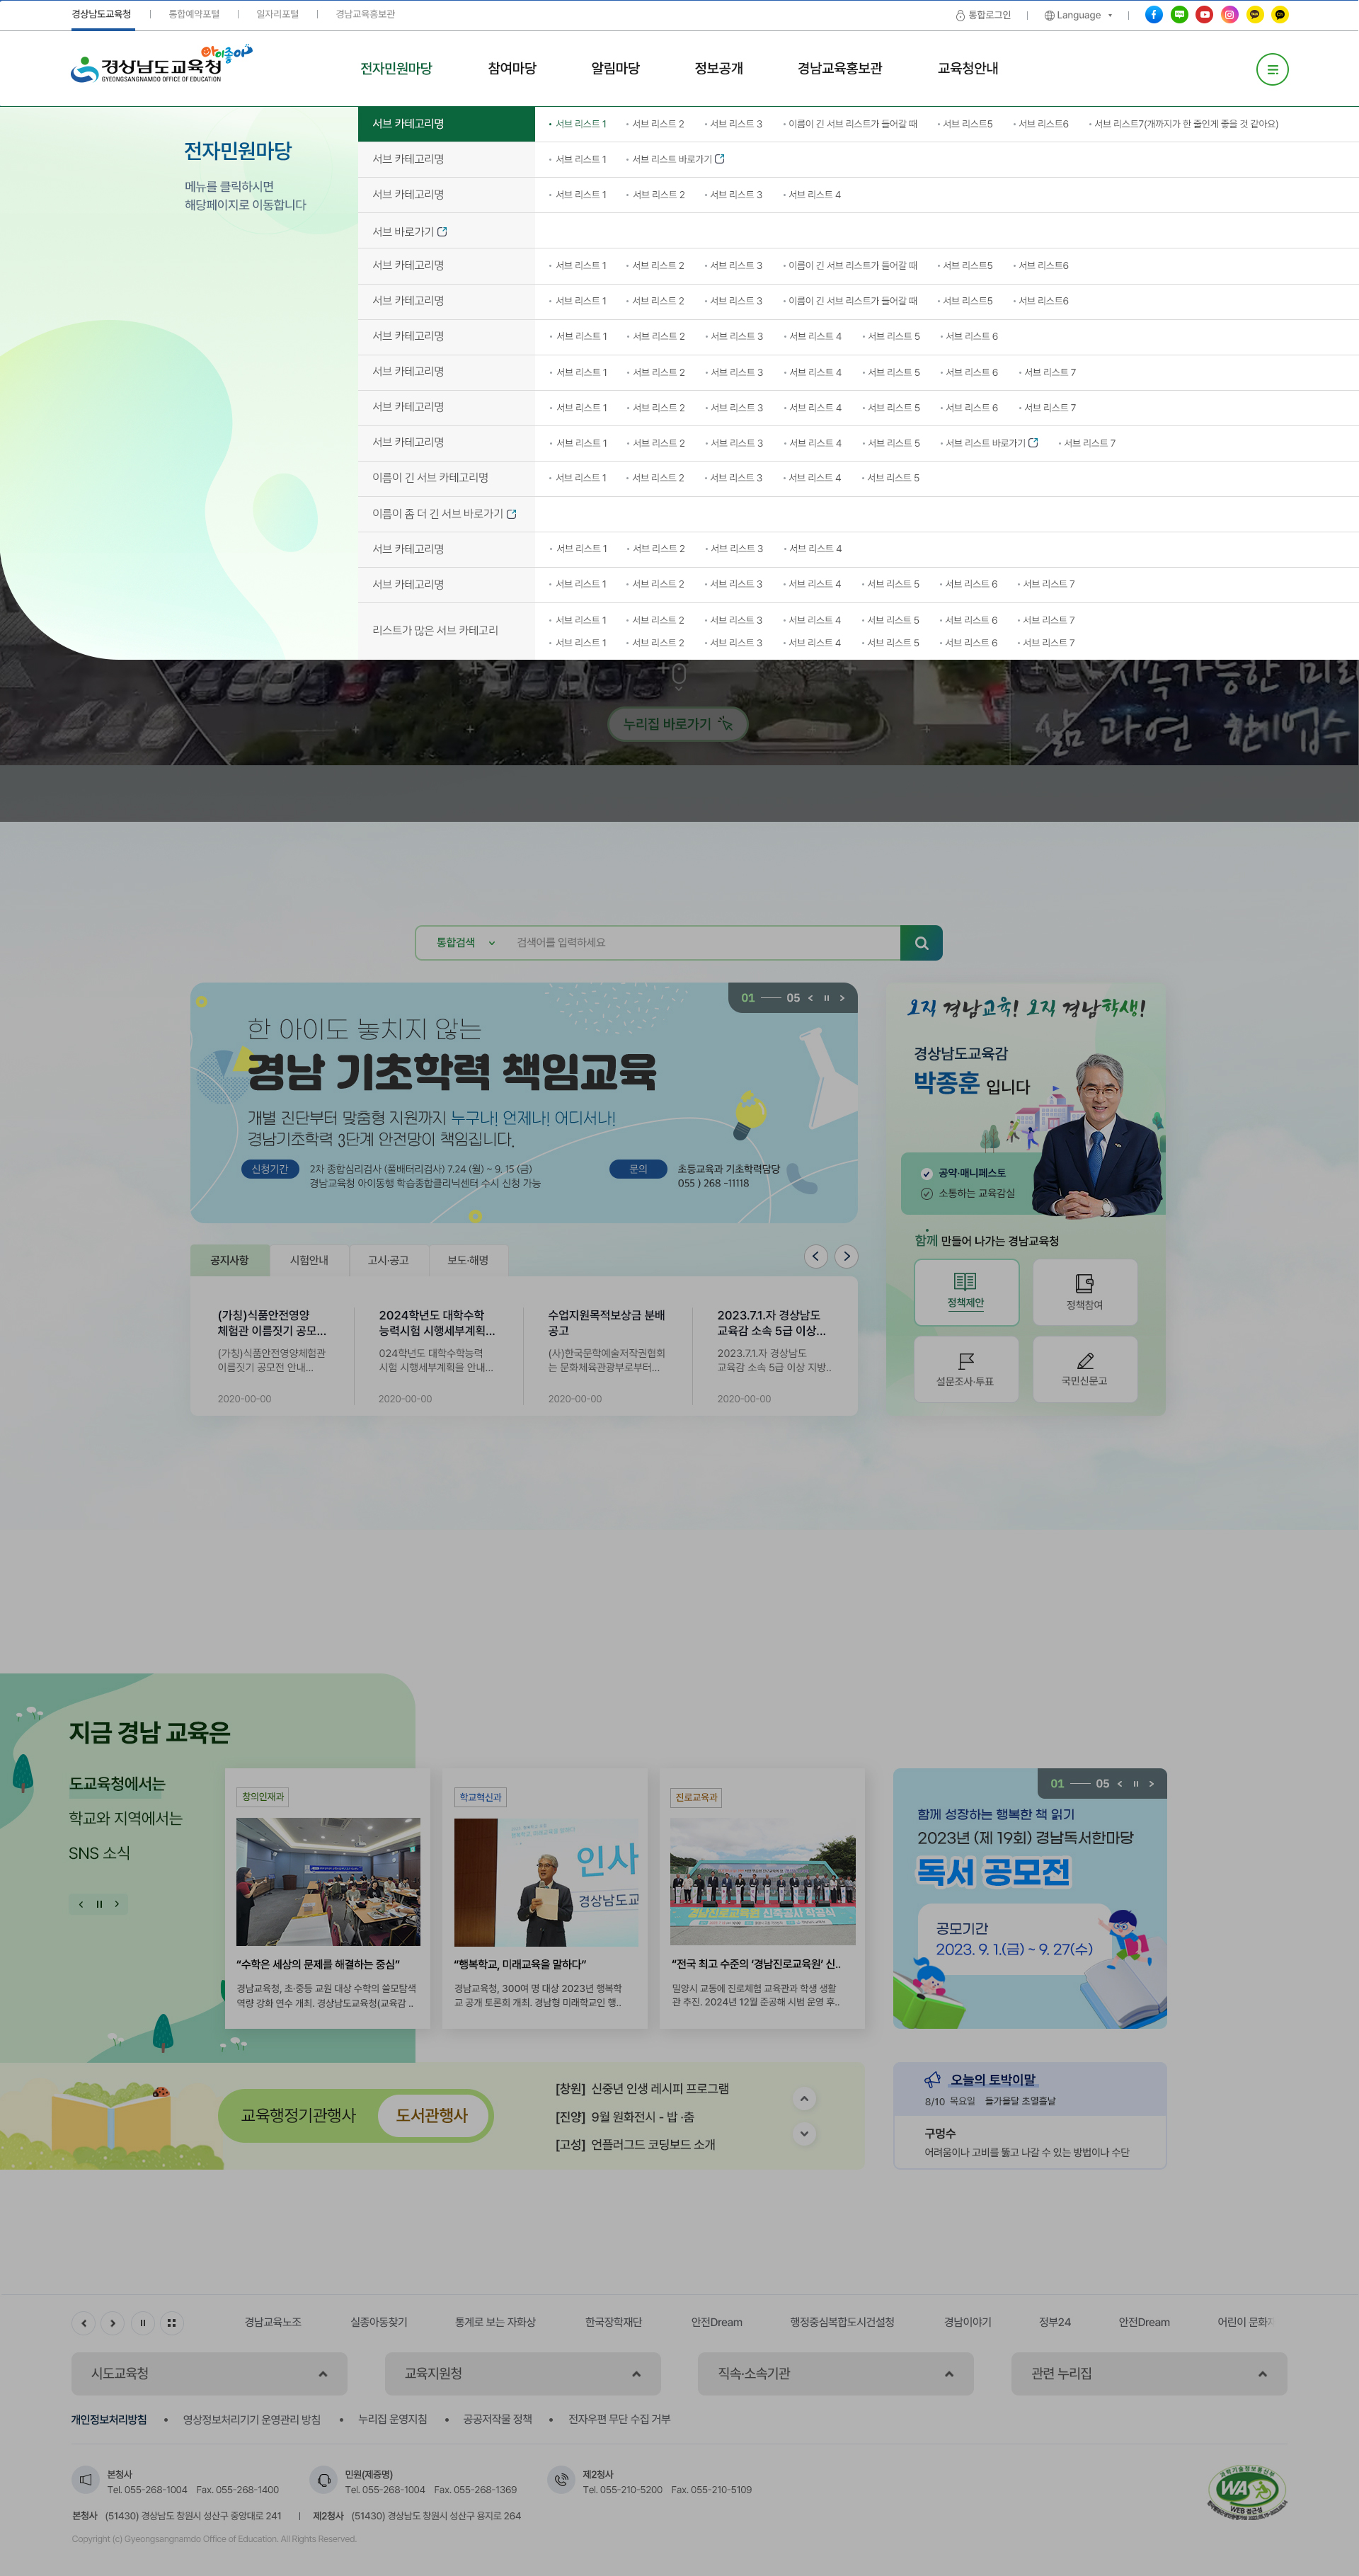 경상남도교육청 통합예약포털 일자리포털 경남교육홍보관 통합로그인 Language
아이좋아
경상남도교육청
GYEONGSANGNAMDO OFFICE OF EDUCATION
전자민원마당 참여마당 알림마당 정보공개 경남교육홍보관 교육청안내
전자민원마당
메뉴를 클릭하시면
해당페이지로 이동합니다
서브 카테고리명 서브 리스트 1 서브 리스트 2 서브 리스트 3 이름이 긴 서브 리스트가 들어갈 때 서브 리스트5 서브 리스트6 서브 리스트7(개까지가 한 줄인게 좋을 것 같아요)
서브 카테고리명 서브 리스트 1 서브 리스트 바로가기
서브 카테고리명 서브 리스트 1 서브 리스트 2 서브 리스트 3 서브 리스트 4
서브 바로가기
서브 카테고리명 서브 리스트 1 서브 리스트 2 서브 리스트 3 이름이 긴 서브 리스트가 들어갈 때 서브 리스트5 서브 리스트6
서브 카테고리명 서브 리스트 1 서브 리스트 2 서브 리스트 3 이름이 긴 서브 리스트가 들어갈 때 서브 리스트5 서브 리스트6
서브 카테고리명 서브 리스트 1 서브 리스트 2 서브 리스트 3 서브 리스트 4 서브 리스트 5 서브 리스트 6
서브 카테고리명 서브 리스트 1 서브 리스트 2 서브 리스트 3 서브 리스트 4 서브 리스트 5 서브 리스트 6 서브 리스트 7
서브 카테고리명 서브 리스트 1 서브 리스트 2 서브 리스트 3 서브 리스트 4 서브 리스트 5 서브 리스트 6 서브 리스트 7
서브 카테고리명 서브 리스트 1 서브 리스트 2 서브 리스트 3 서브 리스트 4 서브 리스트 5 서브 리스트 바로가기 서브 리스트 7
이름이 긴 서브 카테고리명 서브 리스트 1 서브 리스트 2 서브 리스트 3 서브 리스트 4 서브 리스트 5
이름이 좀 더 긴 서브 바로가기
서브 카테고리명 서브 리스트 1 서브 리스트 2 서브 리스트 3 서브 리스트 4
서브 카테고리명 서브 리스트 1 서브 리스트 2 서브 리스트 3 서브 리스트 4 서브 리스트 5 서브 리스트 6 서브 리스트 7
리스트가 많은 서브 카테고리 서브 리스트 1 서브 리스트 2 서브 리스트 3 서브 리스트 4 서브 리스트 5 서브 리스트 6 서브 리스트 7
서브 리스트 1 서브 리스트 2 서브 리스트 3 서브 리스트 4 서브 리스트 5 서브 리스트 6 서브 리스트 7
지속가능한 미래
누리집 바로가기
삶과 연
통합검색 검색어를 입력하세요
01 05
한 아이도 놓치지 않는
경남 기초학력 책임교육
개별 진단부터 맞춤형 지원까지 누구나! 언제나! 어디서나!
경남기초학력 3단계 안전망이 책임집니다.
신청기간 2차 종합심리검사 (풀배터리검사) 7.24 (월) ~ 9. 15 (금)
경남교육청 아이동행 학습종합클리닉센터 수시 신청 가능
문의 초등교육과 기초학력담당
055 ) 268 -11118
오직 경남교육! 오직 경남학생!
경상남도교육감
박종훈 입니다
공약·매니페스토
소통하는 교육감실
함께 만들어 나가는 경남교육청
정책제안 정책참여
설문조사·투표 국민신문고
공지사항 시험안내 고시·공고 보도·해명
(가칭)식품안전영양
체험관 이름짓기 공모...
(가칭)식품안전영양체험관
이름짓기 공모전 안내...
2020-00-00
2024학년도 대학수학
능력시험 시행세부계획...
024학년도 대학수학능력
시험 시행세부계획을 안내...
2020-00-00
수업지원목적보상금 분배
공고
(사)한국문학예술저작권협회
는 문화체육관광부로부터...
2020-00-00
2023.7.1.자 경상남도
교육감 소속 5급 이상...
2023.7.1.자 경상남도
교육감 소속 5급 이상 지방..
2020-00-00
지금 경남 교육은
도교육청에서는
학교와 지역에서는
SNS 소식
창의인재과
“수학은 세상의 문제를 해결하는 중심”
경남교육청, 초·중등 교원 대상 수학의 쓸모탐색
역량 강화 연수 개최. 경상남도교육청(교육감 ..
학교혁신과
인사
경상남도교
“행복학교, 미래교육을 말하다”
경남교육청, 300여 명 대상 2023년 행복학
교 공개 토론회 개최. 경남형 미래학교인 행..
진로교육과
경남진로교육원 신축공사 착공식
“전국 최고 수준의 ‘경남진로교육원’ 신..
밀양시 교동에 진로체험 교육관과 학생 생활
관 추진. 2024년 12월 준공해 시범 운영 후..
01 05
함께 성장하는 행복한 책 읽기
2023년 (제 19회) 경남독서한마당
독서 공모전
공모기간
2023. 9. 1.(금) ~ 9. 27(수)
교육행정기관행사 도서관행사
[창원] 신중년 인생 레시피 프로그램
[진양] 9월 원화전시 - 밥 ·춤
[고성] 언플러그드 코딩보드 소개
오늘의 토박이말
8/10 목요일 들가을달 초열흘날
구멍수
어려움이나 고비를 뚫고 나갈 수 있는 방법이나 수단
경남교육노조 실종아동찾기 통계로 보는 자화상 한국장학재단 안전Dream 행정중심복합도시건설청 경남이야기 정부24 안전Dream 어린이 문화
시도교육청 교육지원청 직속·소속기관 관련 누리집
개인정보처리방침 영상정보처리기기 운영관리 방침 누리집 운영지침 공공저작물 정책 전자우편 무단 수집 거부
본청사
Tel. 055-268-1004 Fax. 055-268-1400
민원(제증명)
Tel. 055-268-1004 Fax. 055-268-1369
제2청사
Tel. 055-210-5200 Fax. 055-210-5109
본청사 (51430) 경상남도 창원시 성산구 중앙대로 241 제2청사 (51430) 경상남도 창원시 성산구 용지로 264
Copyright (c) Gyeongsangnamdo Office of Education. All Rights Reserved.
과학기술정보통신부
WA
WEB 접근성